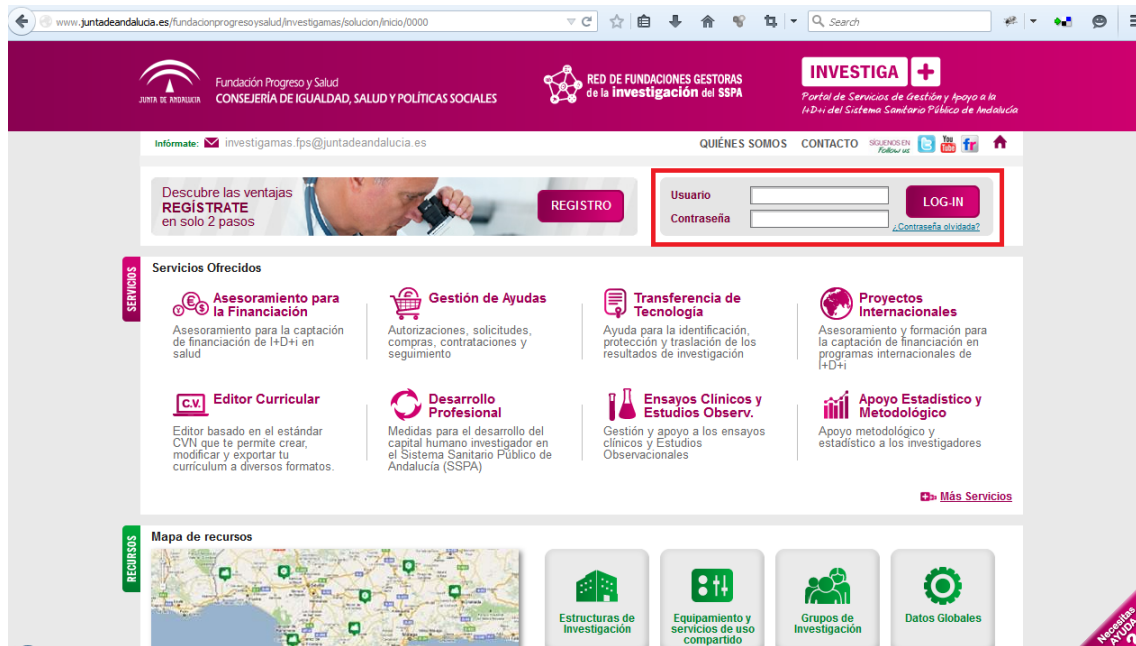 www.juntadeandalucia.es/fundacionprogresoysalud/investigamas/solucion/inicio/0000
Search
JUNTA DE ANDALUCIA
Fundación Progreso y Salud
CONSEJERÍA DE IGUALDAD, SALUD Y POLÍTICAS SOCIALES
RED DE FUNDACIONES GESTORAS
de la investigación del SSPA
INVESTIGA +
Portal de Servicios de Gestión y Apoyo a la
I+D+i del Sistema Sanitario Público de Andalucía
Infórmate: investigamas.fps@juntadeandalucia.es
QUIÉNES SOMOS CONTACTO
SÍGUENOS EN
Follow us
You
Tube
fr
Descubre las ventajas
REGÍSTRATE
en solo 2 pasos
REGISTRO
Usuario
Contraseña
LOG-IN
¿Contraseña olvidada?
SERVICIOS
Servicios Ofrecidos
Asesoramiento para
la Financiación
Asesoramiento para la captación
de financiación de I+D+i en
salud
Gestión de Ayudas
Autorizaciones, solicitudes,
compras, contrataciones y
seguimiento
Transferencia de
Tecnología
Ayuda para la identificación,
protección y traslación de los
resultados de investigación
Proyectos
Internacionales
Asesoramiento y formación para
la captación de financiación en
programas internacionales de
I+D+i
C.V.
Editor Curricular
Editor basado en el estándar
CVN que te permite crear,
modificar y exportar tu
currículum a diversos formatos.
Desarrollo
Profesional
Medidas para el desarrollo del
capital humano investigador en
el Sistema Sanitario Público de
Andalucía (SSPA)
Ensayos Clínicos y
Estudios Observ.
Gestión y apoyo a los ensayos
clínicos y Estudios
Observacionales
Apoyo Estadístico y
Metodológico
Apoyo metodológico y
estadístico a los investigadores
Más Servicios
RECURSOS
Mapa de recursos
Estructuras de
Investigación
Equipamiento y
servicios de uso
compartido
Grupos de
Investigación
Datos Globales
Necesitas
AYUDA